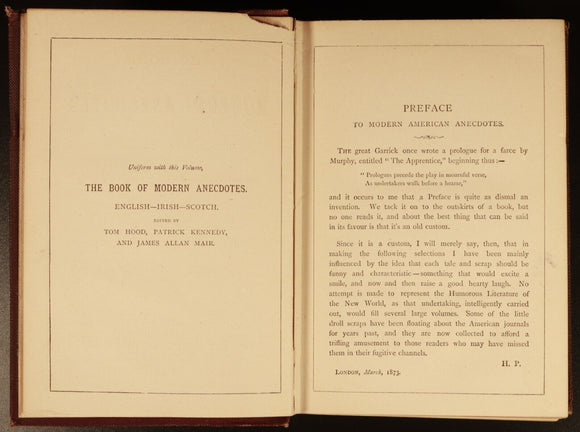 Uniform with this Volume,
THE BOOK OF MODERN ANECDOTES.
ENGLISH—IRISH—SCOTCH.
EDITED BY
TOM HOOD, PATRICK KENNEDY,
AND JAMES ALLAN MAIR.
PREFACE
TO MODERN AMERICAN ANECDOTES.
THE great Garrick once wrote a prologue for a farce by
Murphy, entitled "The Apprentice," beginning thus:—
"Prologues precede the play in mournful verse,
As undertakers walk before a hearse,"
and it occurs to me that a Preface is quite as dismal an
invention. We tack it on to the outskirts of a book, but
no one reads it, and about the best thing that can be said
in its favour is that it's an old custom.
Since it is a custom, I will merely say, then, that in
making the following selections I have been mainly
influenced by the idea that each tale and scrap should be
funny and characteristic—something that would excite a
smile, and now and then raise a good hearty laugh. No
attempt is made to represent the Humorous Literature of
the New World, as that undertaking, intelligently carried
out, would fill several large volumes. Some of the little
droll scraps have been floating about the American journals
for years past, and they are now collected to afford a
trifling amusement to those readers who may have missed
them in their fugitive channels.
H. P.
LONDON, March, 1873.